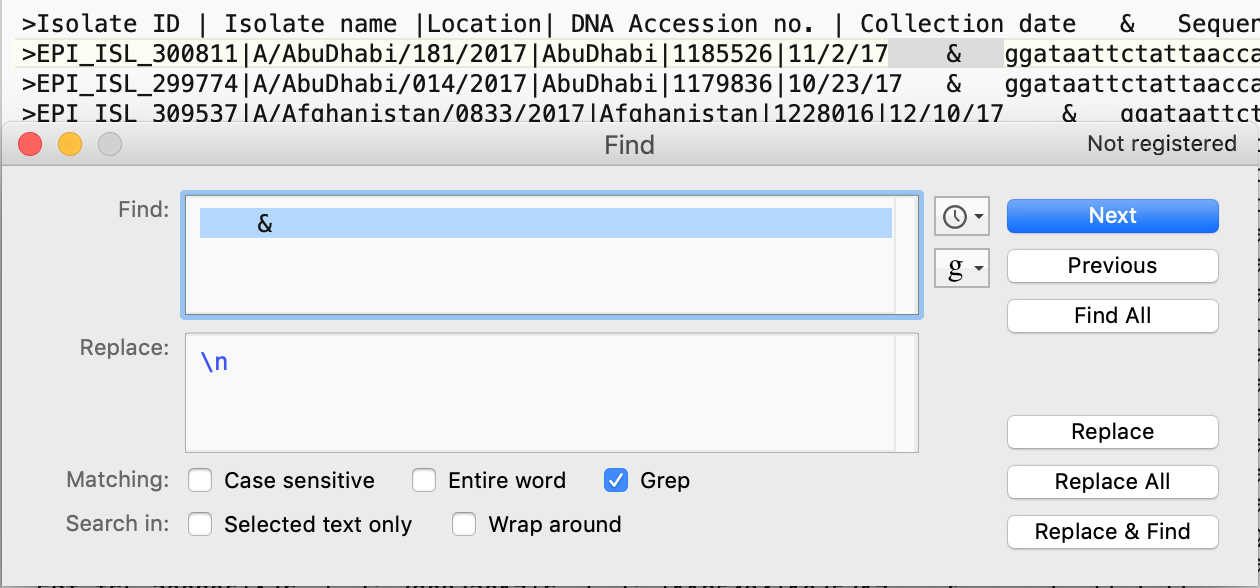 >Isolate ID | Isolate name |Location| DNA Accession no. | Collection date & Sequen
>EPI_ISL_300811|A/AbuDhabi/181/2017|AbuDhabi|1185526|11/2/17 & ggataattctattaacca
>EPI_ISL_299774|A/AbuDhabi/014/2017|AbuDhabi|1179836|10/23/17 & ggataattctattaacca
>EPI_ISL_309537|A/Afghanistan/0833/2017|Afghanistan|1228016|12/10/17 & ggataattct
Find Not registered
Find: & g Next
Previous
Find All
Replace: \n
Replace
Matching: Case sensitive Entire word Grep Replace All
Search in: Selected text only Wrap around Replace & Find